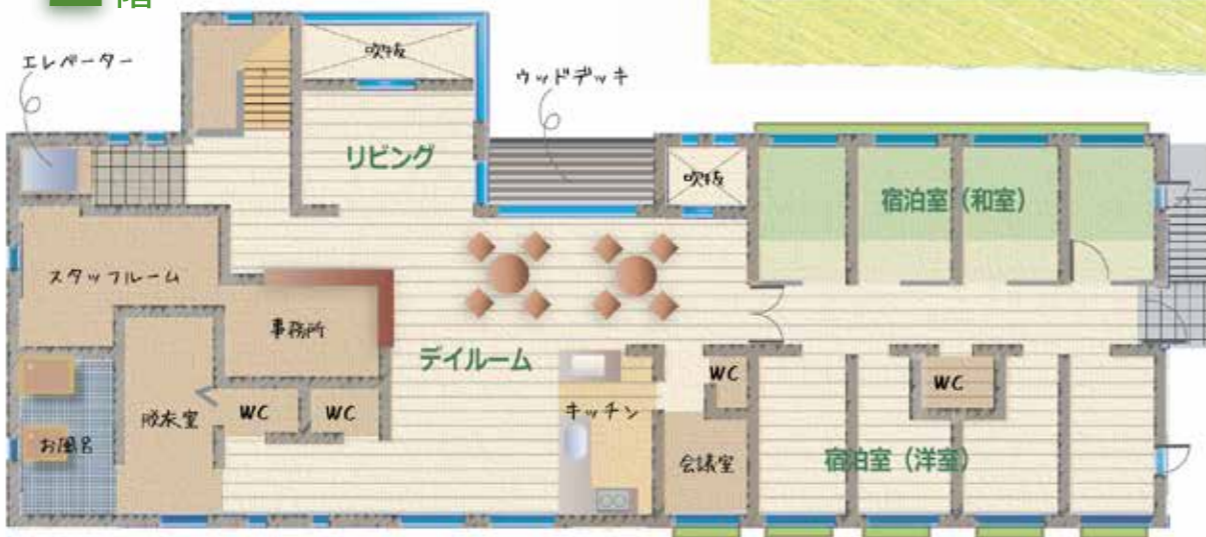 階
エレベーター
吹抜
ウッドデッキ
リビング
吹抜
宿泊室（和室）
スタッフルーム
事務所
デイルーム
WC
WC
脱衣室
WC
WC
キッチン
お風呂
会議室
宿泊室（洋室）